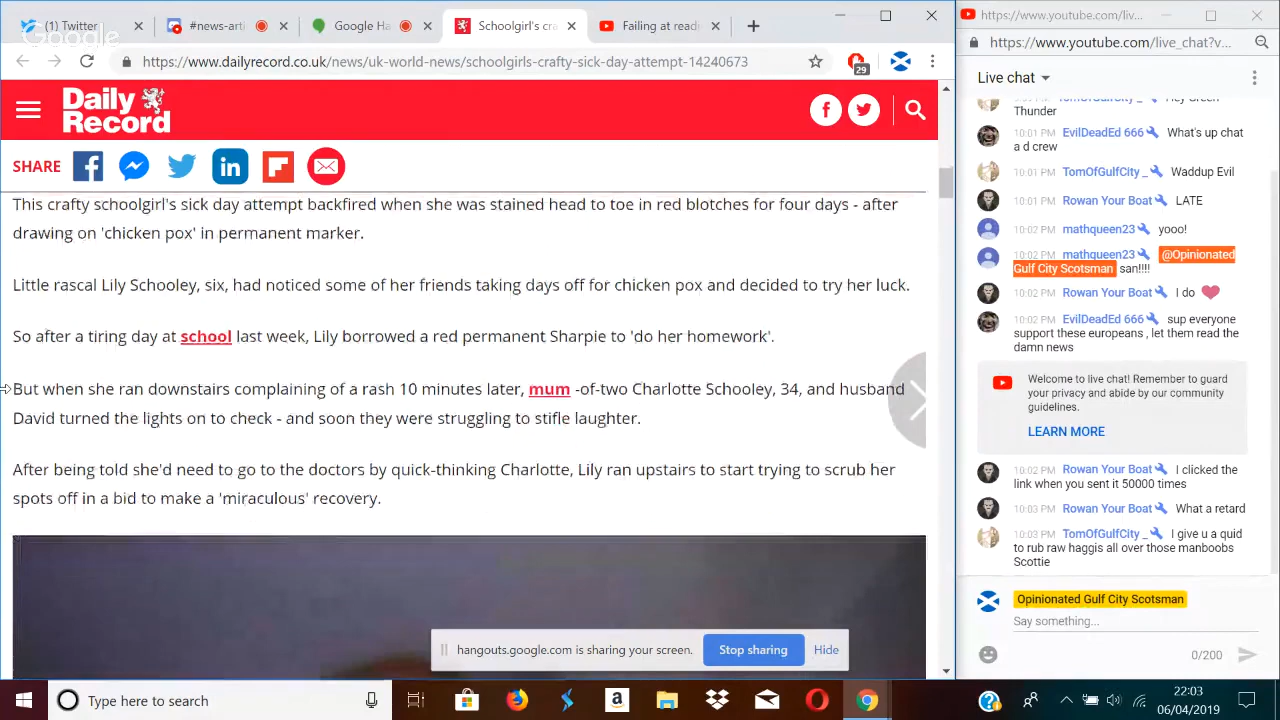 (1) Twitter
#news-arti
Google Ha
Schoolgirl's cra
Failing at read
Google
https://www.dailyrecord.co.uk/news/uk-world-news/schoolgirls-crafty-sick-day-attempt-14240673
29
Daily
Record
SHARE
This crafty schoolgirl's sick day attempt backfired when she was stained head to toe in red blotches for four days - after
drawing on 'chicken pox' in permanent marker.
Little rascal Lily Schooley, six, had noticed some of her friends taking days off for chicken pox and decided to try her luck.
So after a tiring day at school last week, Lily borrowed a red permanent Sharpie to 'do her homework'.
But when she ran downstairs complaining of a rash 10 minutes later, mum -of-two Charlotte Schooley, 34, and husband
David turned the lights on to check - and soon they were struggling to stifle laughter.
After being told she'd need to go to the doctors by quick-thinking Charlotte, Lily ran upstairs to start trying to scrub her
spots off in a bid to make a 'miraculous' recovery.
hangouts.google.com is sharing your screen.
Stop sharing
Hide
https://www.youtube.com/liv...
https://www.youtube.com/live_chat?v...
Live chat
TomOfGulfCity_ Hey Green
Thunder
10:01 PM EvilDeadEd 666 What's up chat
a d crew
10:01 PM TomOfGulfCity _ Waddup Evil
10:01 PM Rowan Your Boat LATE
10:02 PM mathqueen23 yooo!
10:02 PM mathqueen23 @Opinionated
Gulf City Scotsman san!!!!
10:02 PM Rowan Your Boat I do
10:02 PM EvilDeadEd 666 sup everyone
support these europeans , let them read the
damn news
Welcome to live chat! Remember to guard
your privacy and abide by our community
guidelines.
LEARN MORE
10:02 PM Rowan Your Boat I clicked the
link when you sent it 50000 times
10:03 PM Rowan Your Boat What a retard
10:03 PM TomOfGulfCity _ I give u a quid
to rub raw haggis all over those manboobs
Scottie
Opinionated Gulf City Scotsman
Say something...
0/200
Type here to search
22:03
06/04/2019